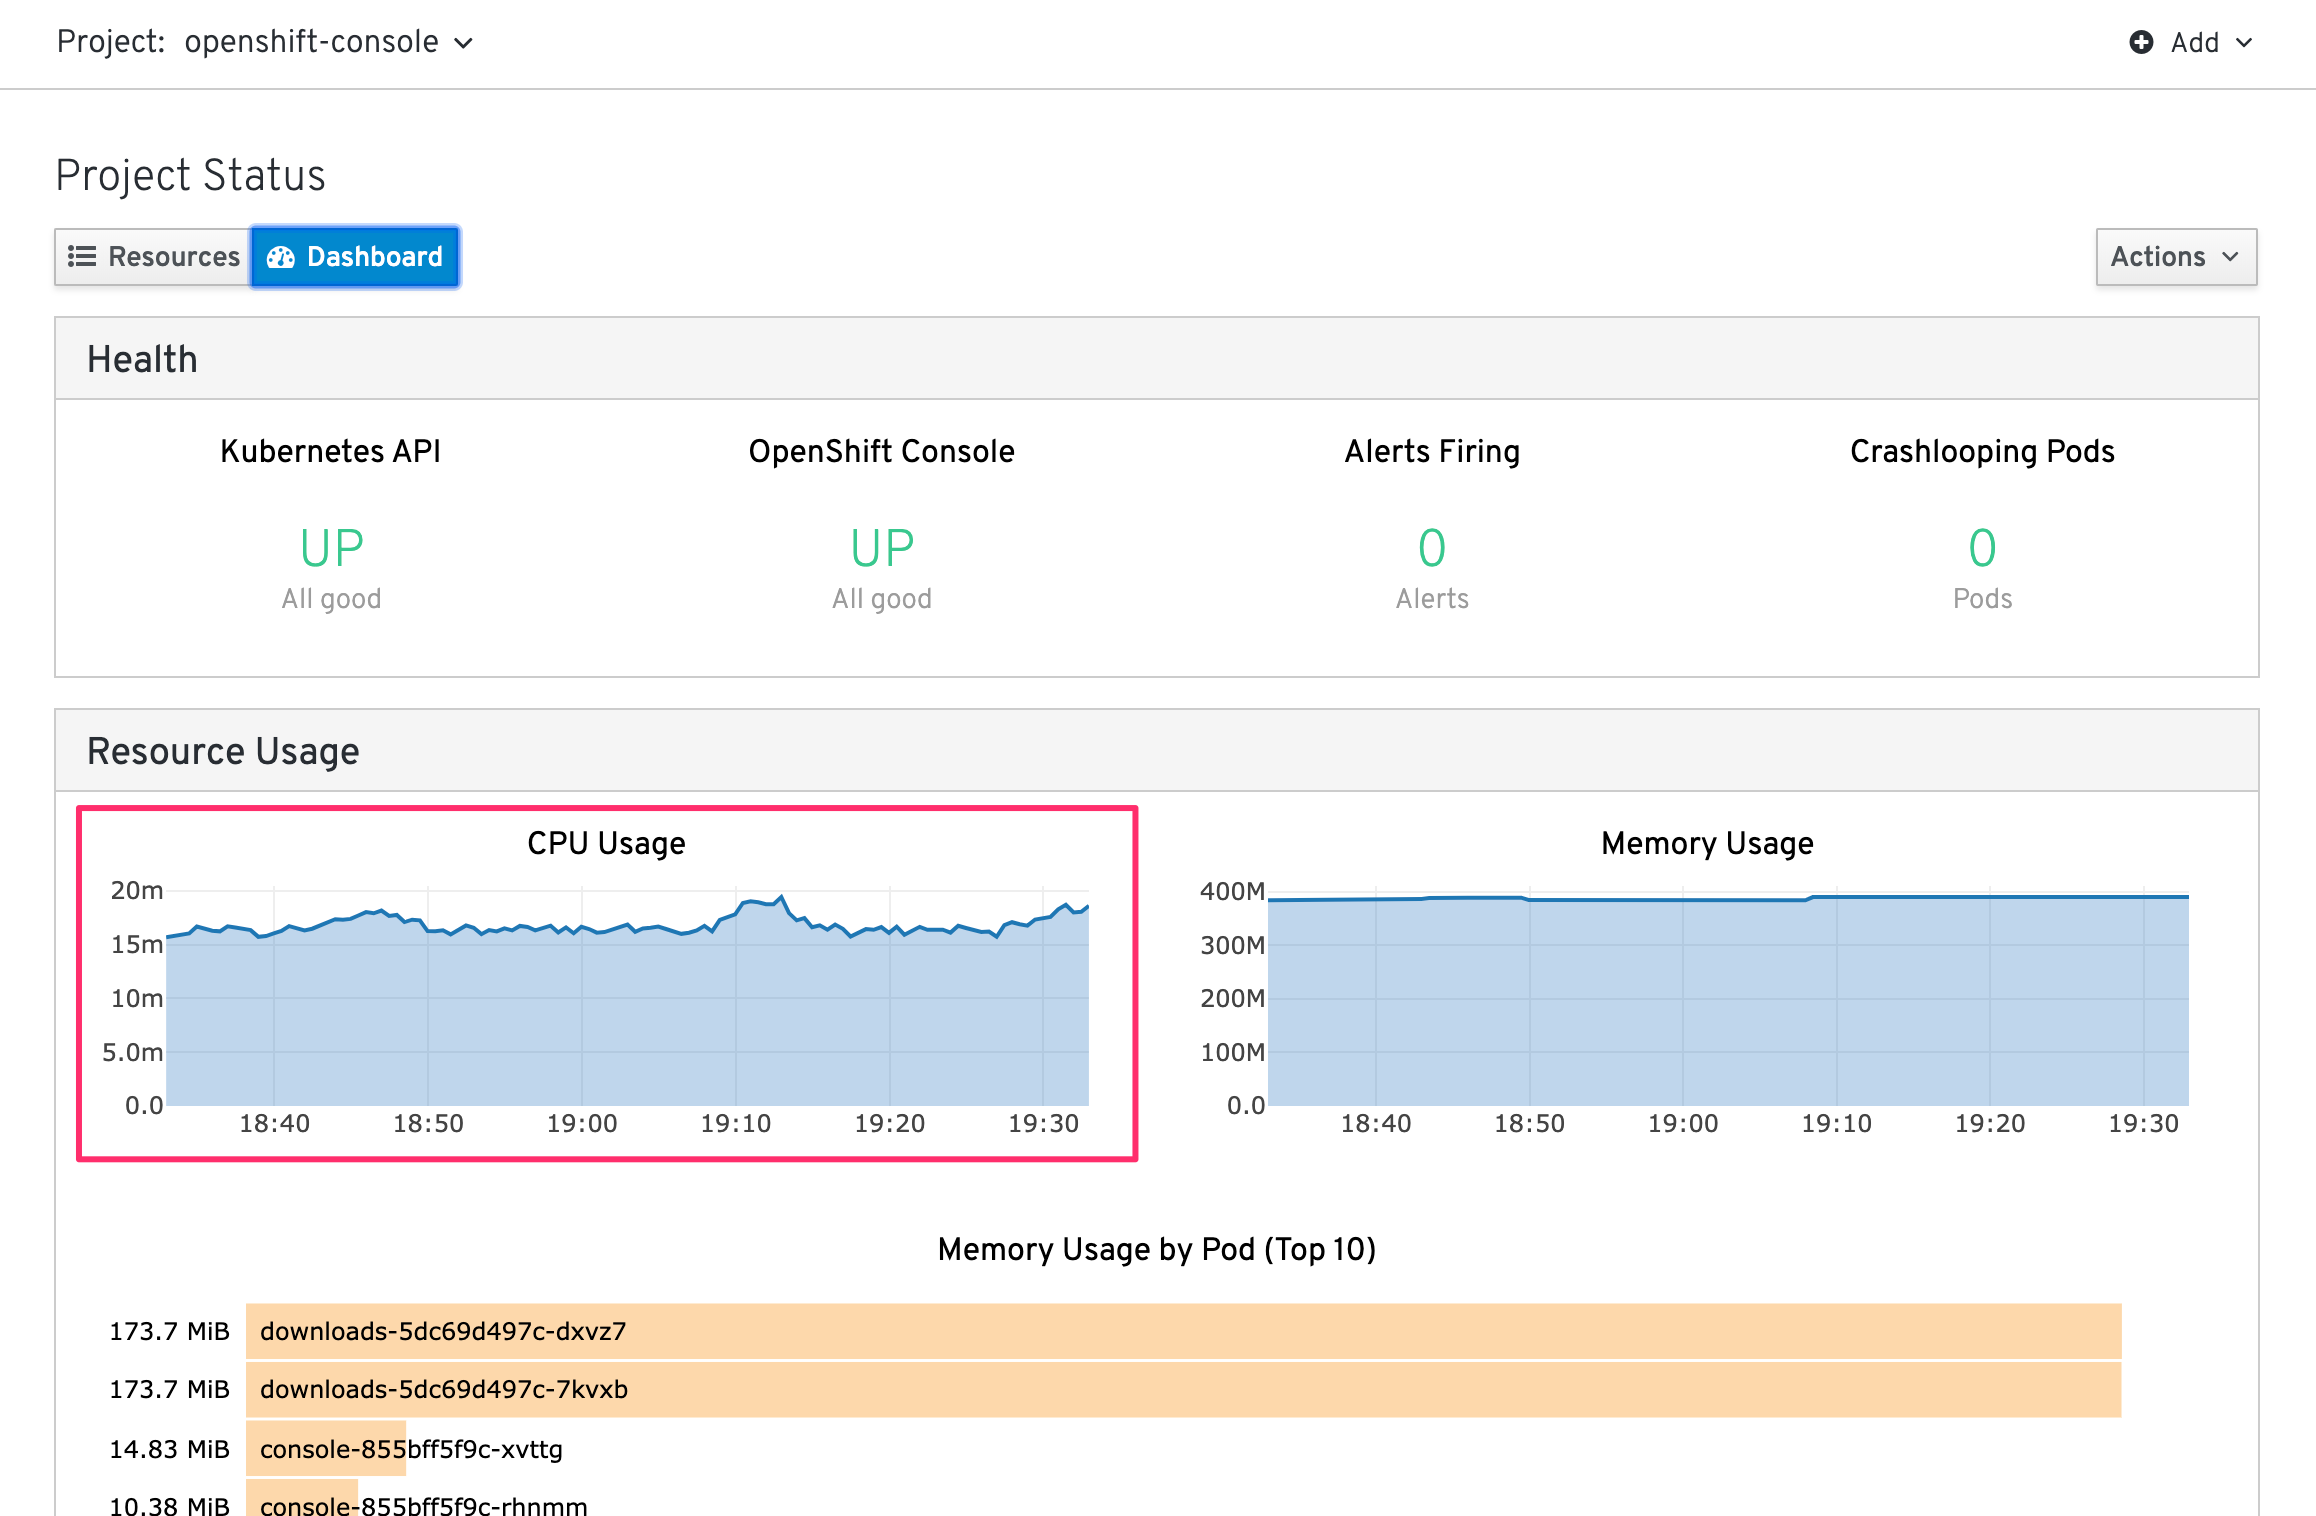 Project: openshift-console
Add
Project Status
Resources
Dashboard
Actions
Health
Kubernetes API
UP
All good
OpenShift Console
UP
All good
Alerts Firing
0
Alerts
Crashlooping Pods
0
Pods
Resource Usage
CPU Usage
20m
15m
10m
5.0m
0.0
18:40 18:50 19:00 19:10 19:20 19:30
Memory Usage
400M
300M
200M
100M
0.0
18:40 18:50 19:00 19:10 19:20 19:30
Memory Usage by Pod (Top 10)
173.7 MiB downloads-5dc69d497c-dxvz7
173.7 MiB downloads-5dc69d497c-7kvxb
14.83 MiB console-855bff5f9c-xvttg
10.38 MiB console-855bff5f9c-rhnmm